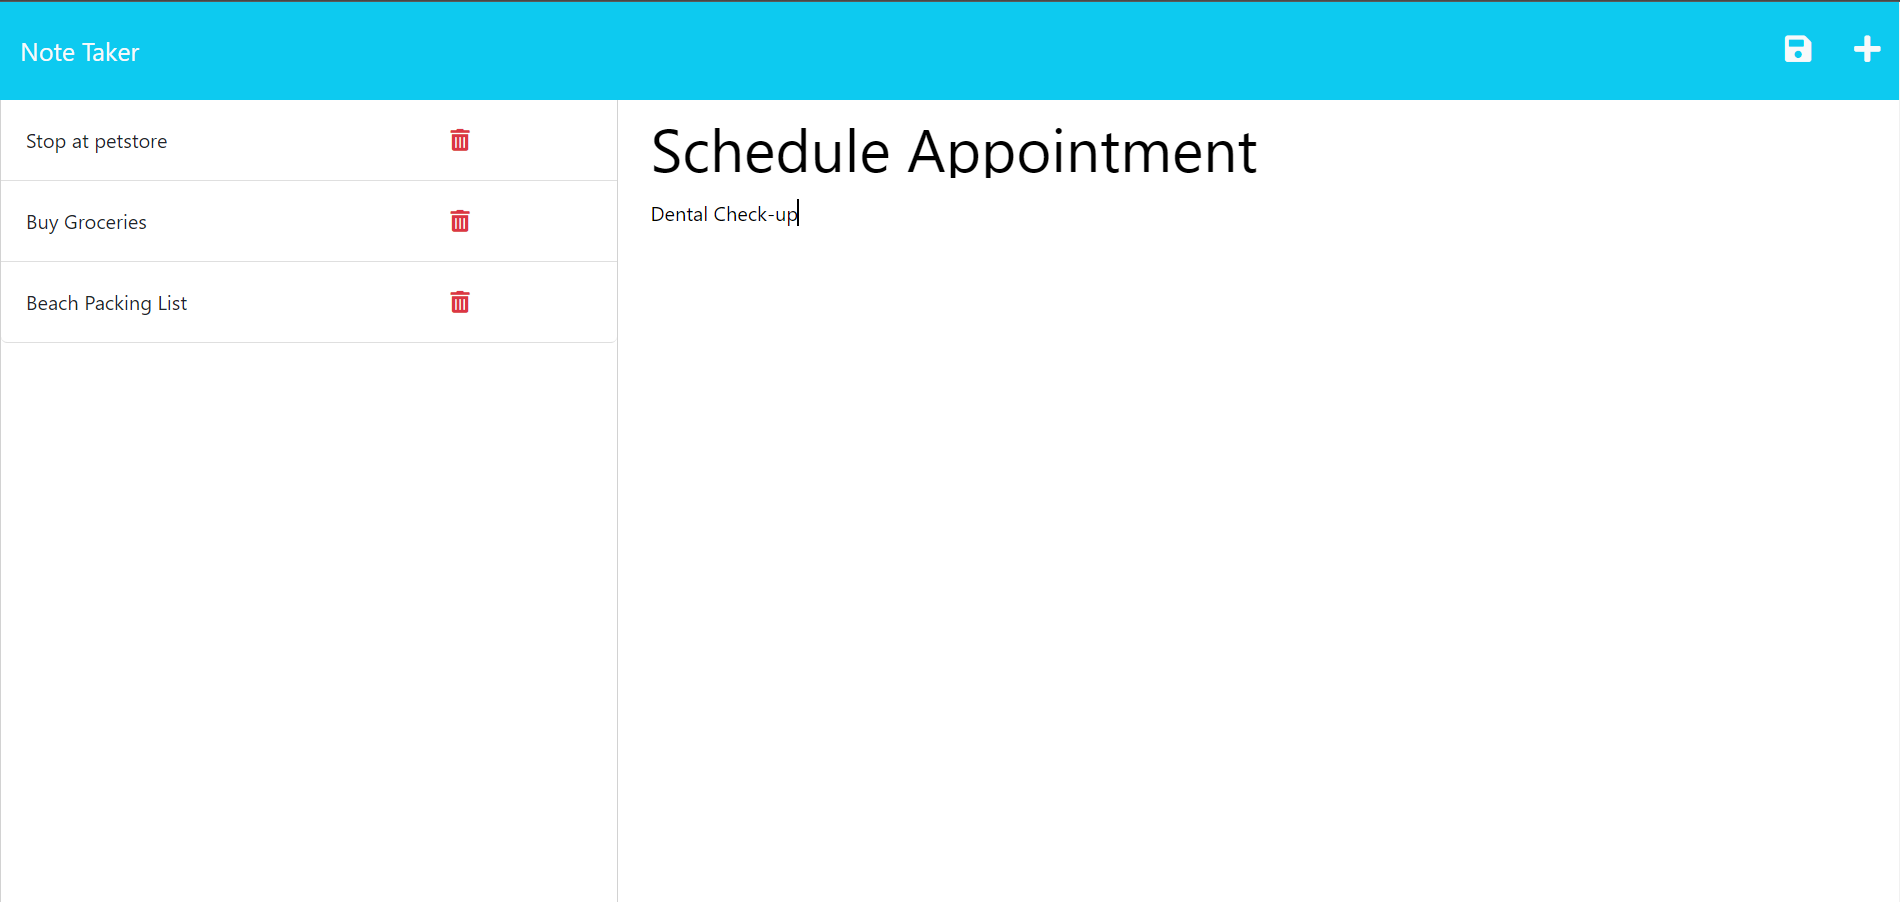 Note Taker
Stop at petstore
Buy Groceries
Beach Packing List
Schedule Appointment
Dental Check-up